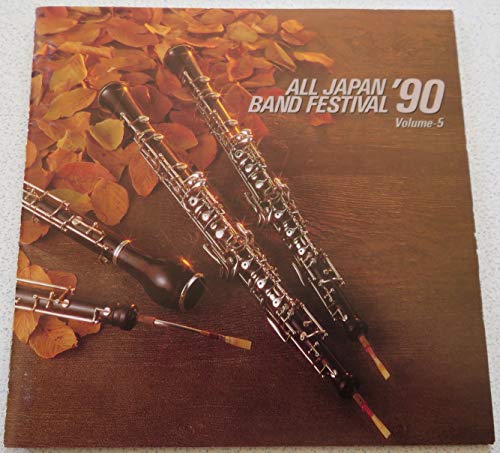 ALL JAPAN
BAND FESTIVAL '90
Volume-5